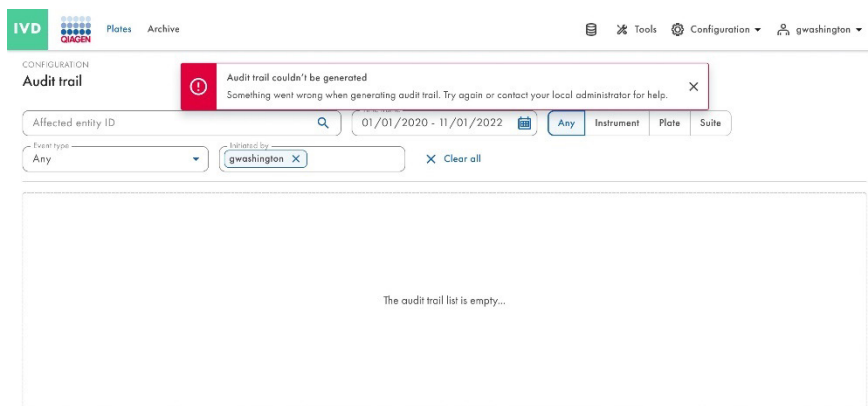 IVD
QIAGEN
Plates
Archive
Tools
Configuration
gwashington
CONFIGURATION
Audit trail
Audit trail couldn't be generated
Something went wrong when generating audit trail. Try again or contact your local administrator for help.
Affected entity ID
01/01/2020 - 11/01/2022
Any
Instrument
Plate
Suite
Event type
Any
Initiated by
gwashington
Clear all
The audit trail list is empty...